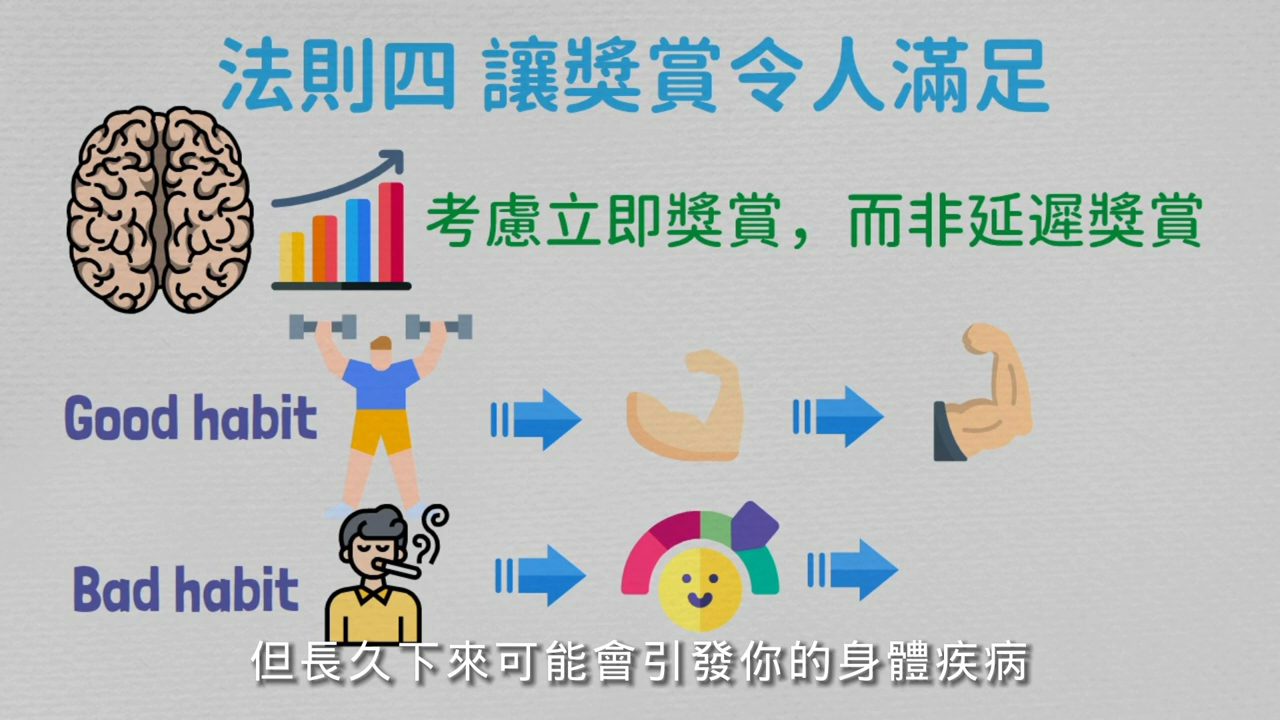 法則四 讓獎賞令人滿足
考慮立即獎賞，而非延遲獎賞
Good habit
Bad habit
但長久下來可能會引發你的身體疾病